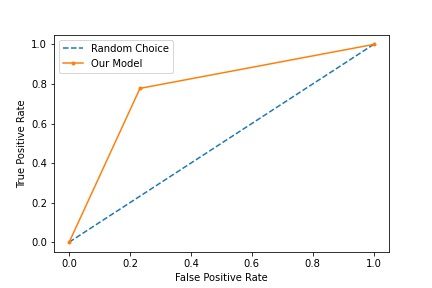 Random Choice
Our Model
True Positive Rate
1.0
0.8
0.6
0.4
0.2
0.0
0.0 0.2 0.4 0.6 0.8 1.0
False Positive Rate